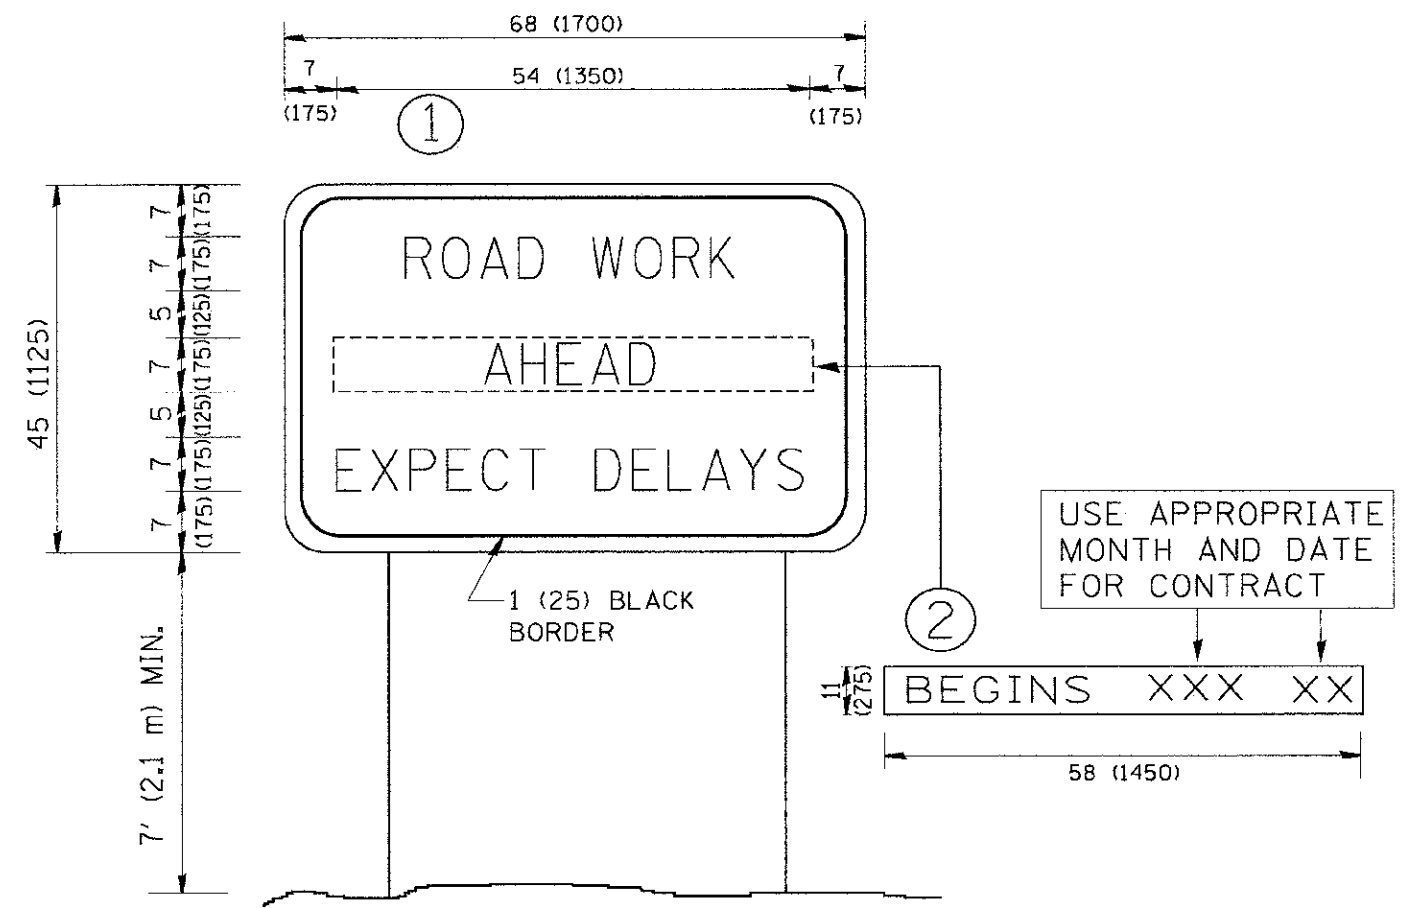 68 (1700)
7
54 (1350)
7
(175)
(175)
1
45 (1125)
7
(175)
7
(175)
5
(125)
7
(175)
5
(125)
7
(175)
7
(175)
ROAD WORK
AHEAD
EXPECT DELAYS
1 (25) BLACK
BORDER
7' (2.1 m) MIN.
USE APPROPRIATE
MONTH AND DATE
FOR CONTRACT
2
11
(275)
BEGINS XXX XX
58 (1450)